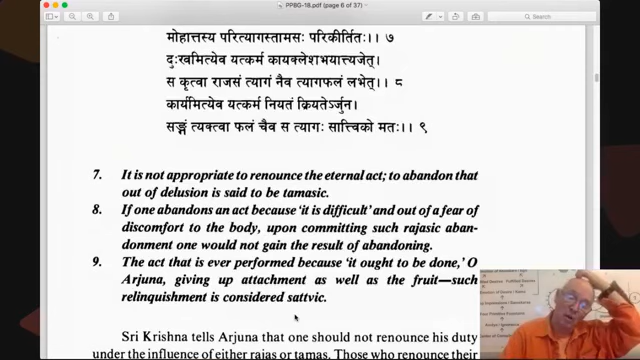 PPBG-18.pdf (page 6 of 37)
Search
मोहात्तस्य परित्यागस्तामसः परिकीर्तितः।। ७
दुःखमित्येव यत्कर्म कायक्लेशभयात्त्यजेत्।
स कृत्वा राजसं त्यागं नैव त्यागफलं लभेत्।। ८
कार्यमित्येव यत्कर्म नियतं क्रियतेऽर्जुन।
सङ्गं त्यक्त्वा फलं चैव स त्यागः सात्त्विको मतः।। ९
7. It is not appropriate to renounce the eternal act; to abandon that
out of delusion is said to be tamasic.
8. If one abandons an act because ‘it is difficult’ and out of a fear of
discomfort to the body, upon committing such rajasic aban-
donment one would not gain the result of abandoning.
9. The act that is ever performed because ‘it ought to be done,’ O
Arjuna, giving up attachment as well as the fruit—such
relinquishment is considered sattvic.
Sri Krishna tells Arjuna that one should not renounce his duty
under the influence of either rajas or tamas. Those who renounce their